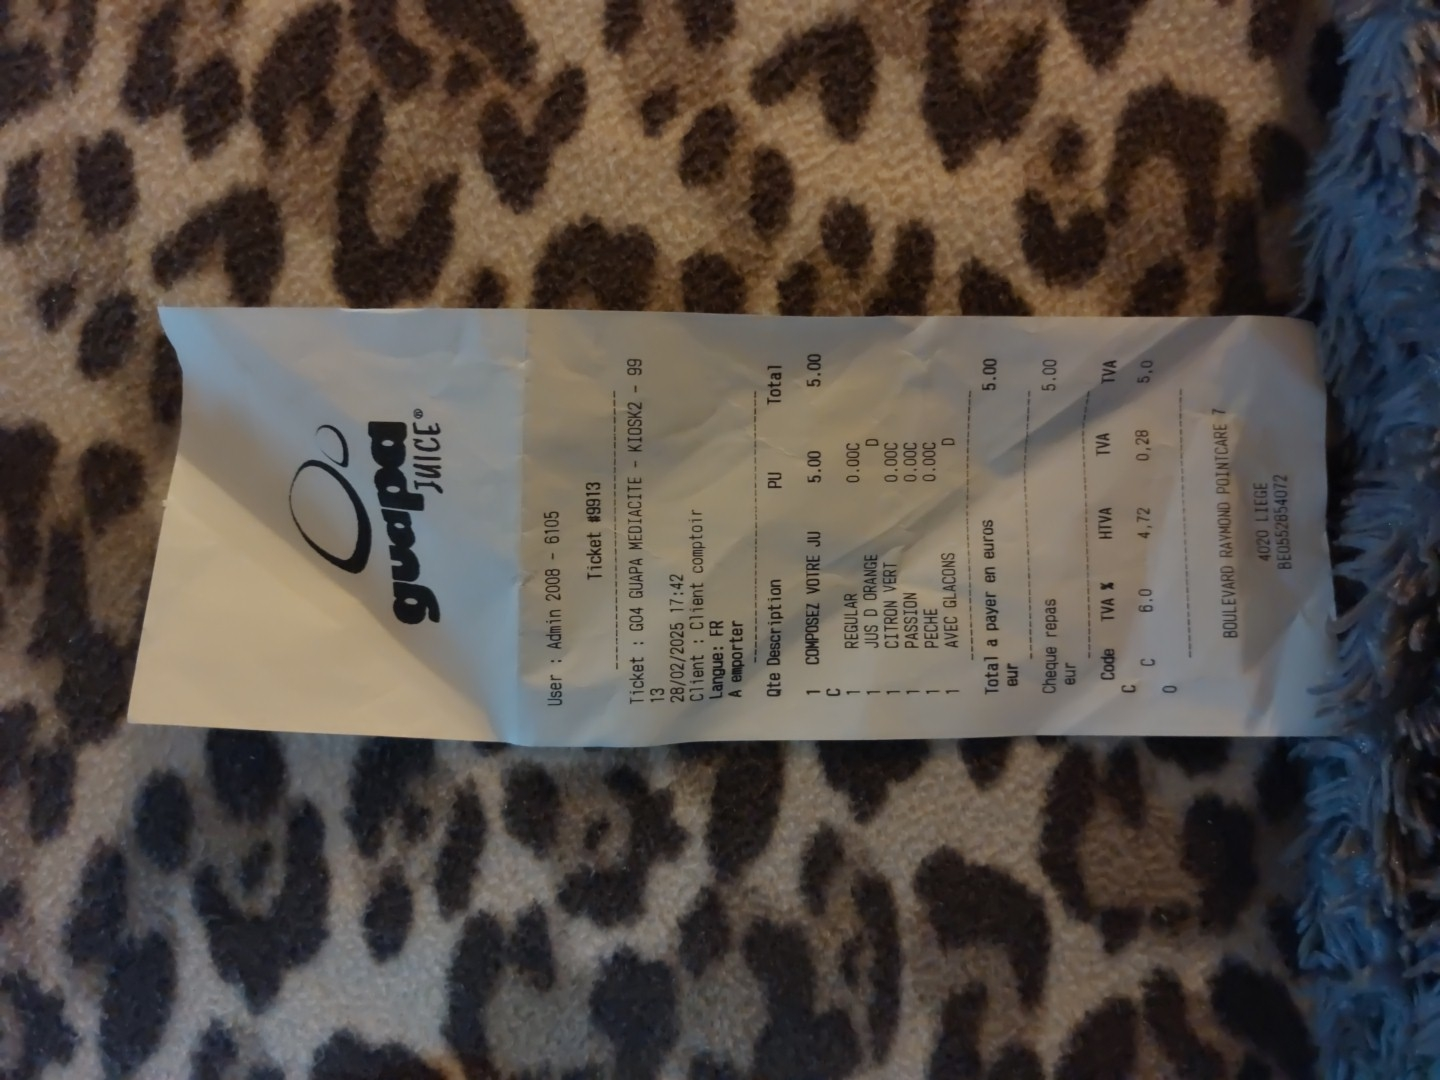 guapa
JUICE®
User : Admin 2008 - 6105
Ticket #9913
Ticket : G04 GUAPA MEDIACITE - KIOSK2 - 99
13
28/02/2025 17:42
Client : Client comptoir
Langue: FR
A emporter
Qte Description PU Total
1 COMPOSEZ VOTRE JU 5.00 5.00
C
1 REGULAR 0.00C
1 JUS D ORANGE D
1 CITRON VERT 0.00C
1 PASSION 0.00C
1 PECHE 0.00C
1 AVEC GLACONS D
Total a payer en euros 5.00
eur
Cheque repas 5.00
eur
Code TVA % HTVA TVA TVA
C
C 6.0 4,72 0,28 5,0
0
BOULEVARD RAYMOND POINTCARE 7
4020 LIEGE
BE0552854072